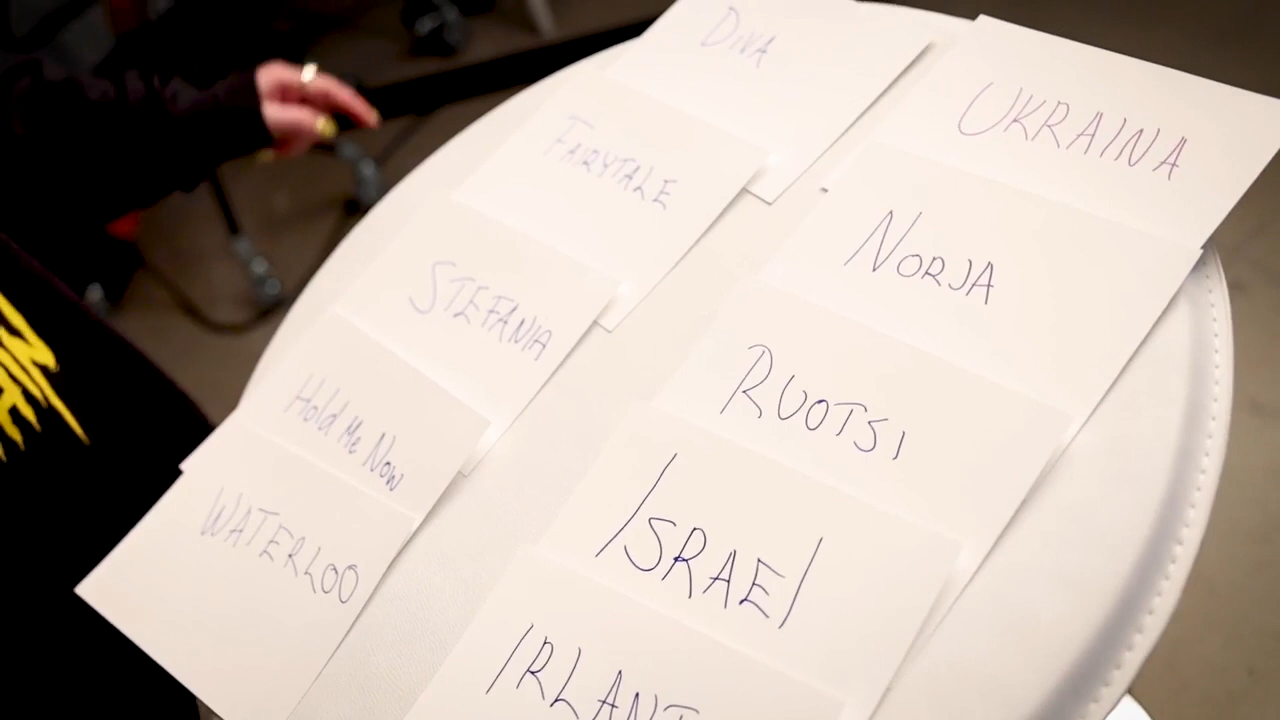 DIVA
FAIRYTALE
STEFANIA
Hold Me Now
WATERLOO
UKRAINA
NORJA
RUOTSI
ISRAEL